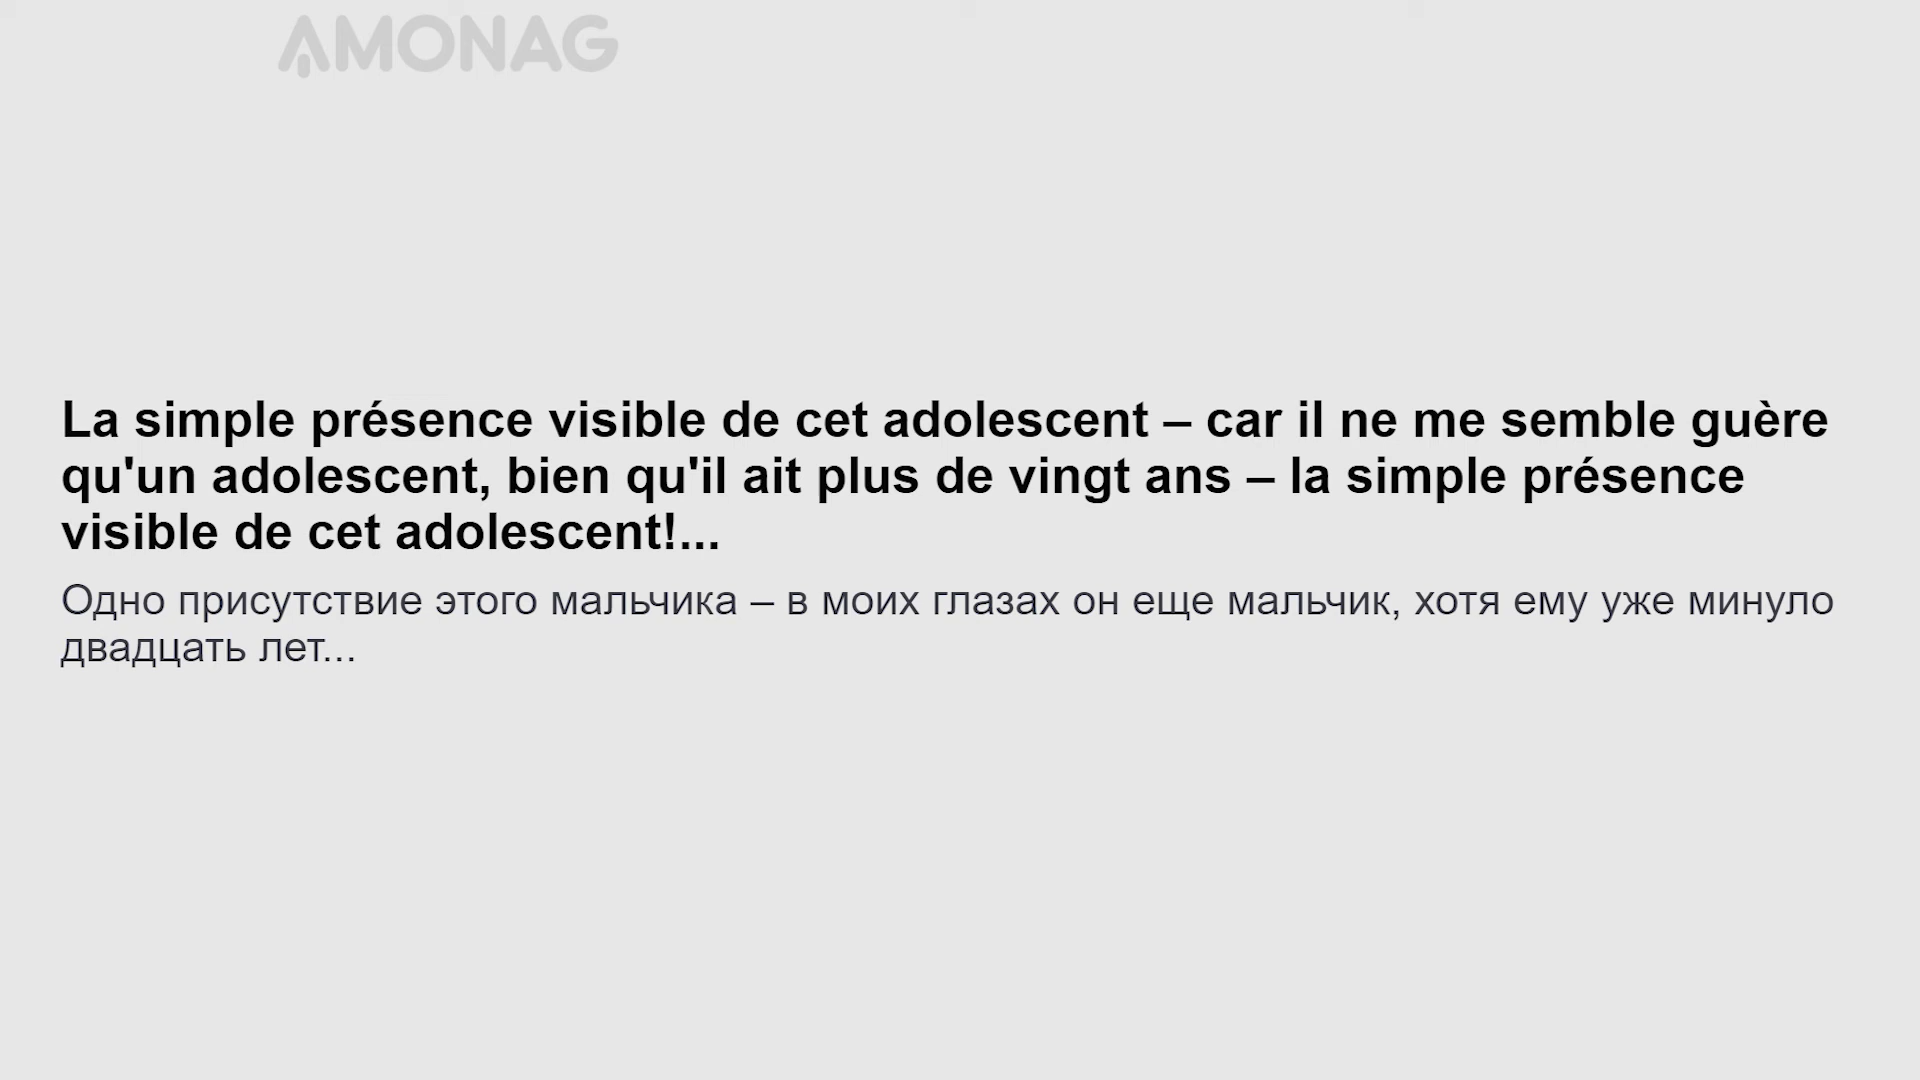 AMONAG
La simple présence visible de cet adolescent – car il ne me semble guère
qu'un adolescent, bien qu'il ait plus de vingt ans – la simple présence
visible de cet adolescent!...
Одно присутствие этого мальчика – в моих глазах он еще мальчик, хотя ему уже минуло
двадцать лет...